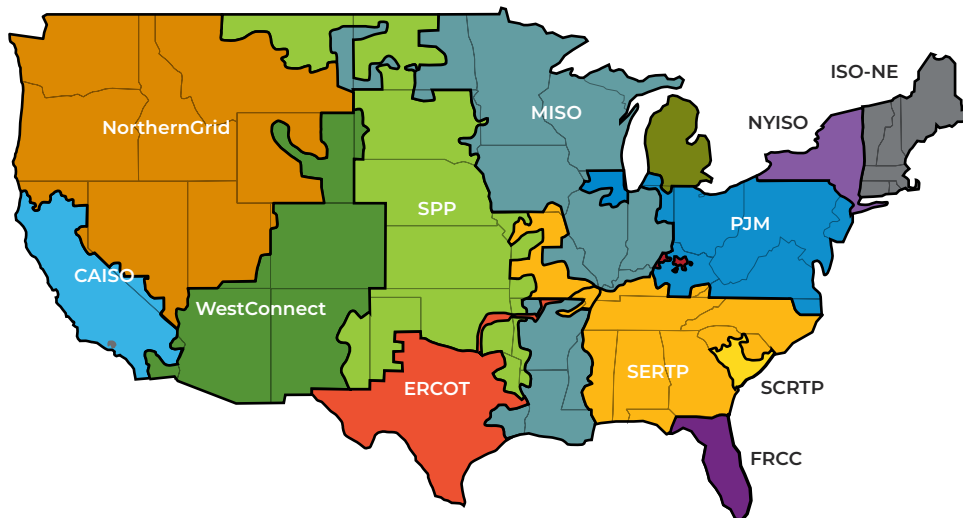 ISO-NE
MISO
NYISO
NorthernGrid
SPP
PJM
CAISO
WestConnect
SERTP
ERCOT
SCRTP
FRCC